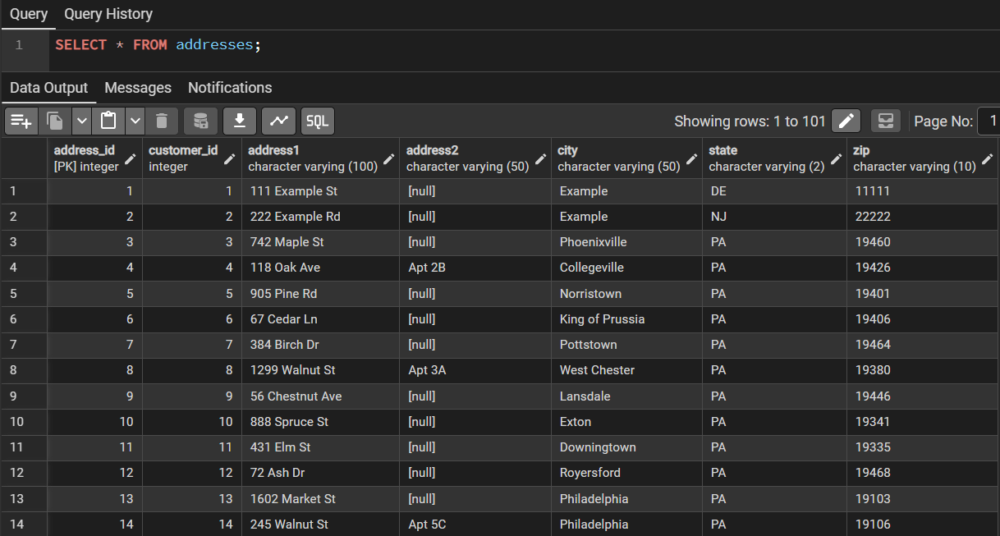 Query Query History
1 SELECT * FROM addresses;
Data Output Messages Notifications
SQL Showing rows: 1 to 101 Page No: 1
address_id customer_id address1 address2 city state zip
[PK] integer integer character varying (100) character varying (50) character varying (50) character varying (2) character varying (10)
1 1 1 111 Example St [null] Example DE 11111
2 2 2 222 Example Rd [null] Example NJ 22222
3 3 3 742 Maple St [null] Phoenixville PA 19460
4 4 4 118 Oak Ave Apt 2B Collegeville PA 19426
5 5 5 905 Pine Rd [null] Norristown PA 19401
6 6 6 67 Cedar Ln [null] King of Prussia PA 19406
7 7 7 384 Birch Dr [null] Pottstown PA 19464
8 8 8 1299 Walnut St Apt 3A West Chester PA 19380
9 9 9 56 Chestnut Ave [null] Lansdale PA 19446
10 10 10 888 Spruce St [null] Exton PA 19341
11 11 11 431 Elm St [null] Downingtown PA 19335
12 12 12 72 Ash Dr [null] Royersford PA 19468
13 13 13 1602 Market St [null] Philadelphia PA 19103
14 14 14 245 Walnut St Apt 5C Philadelphia PA 19106